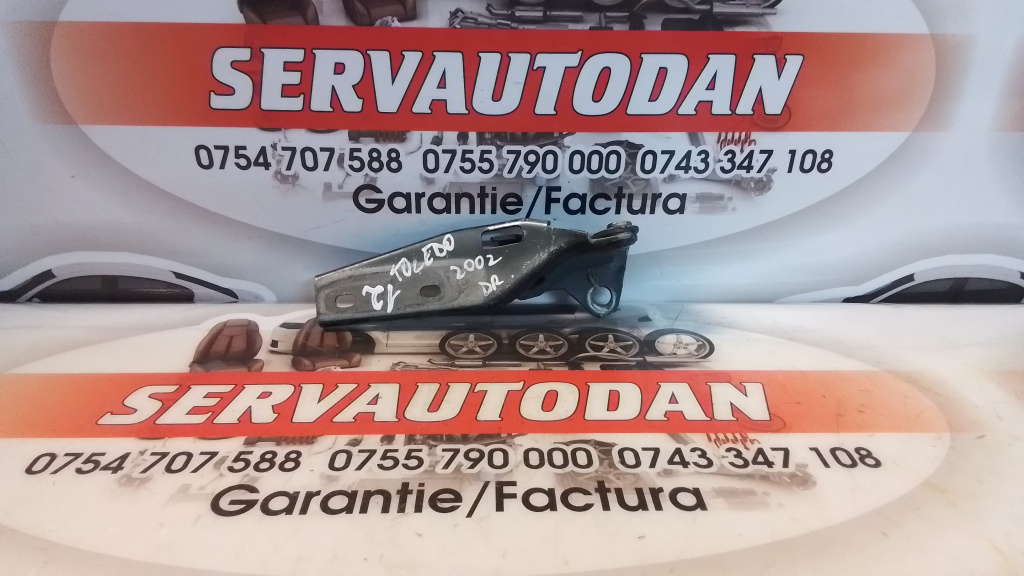 SERVAUTODAN
0754 707 588 0755 790 000 0743 347 108
Garantie/Factura
TOLEDO
2002
DR
12
SERVAUTODAN
0754 707 588 0755 790 000 0743 347 108
Garantie/Factura